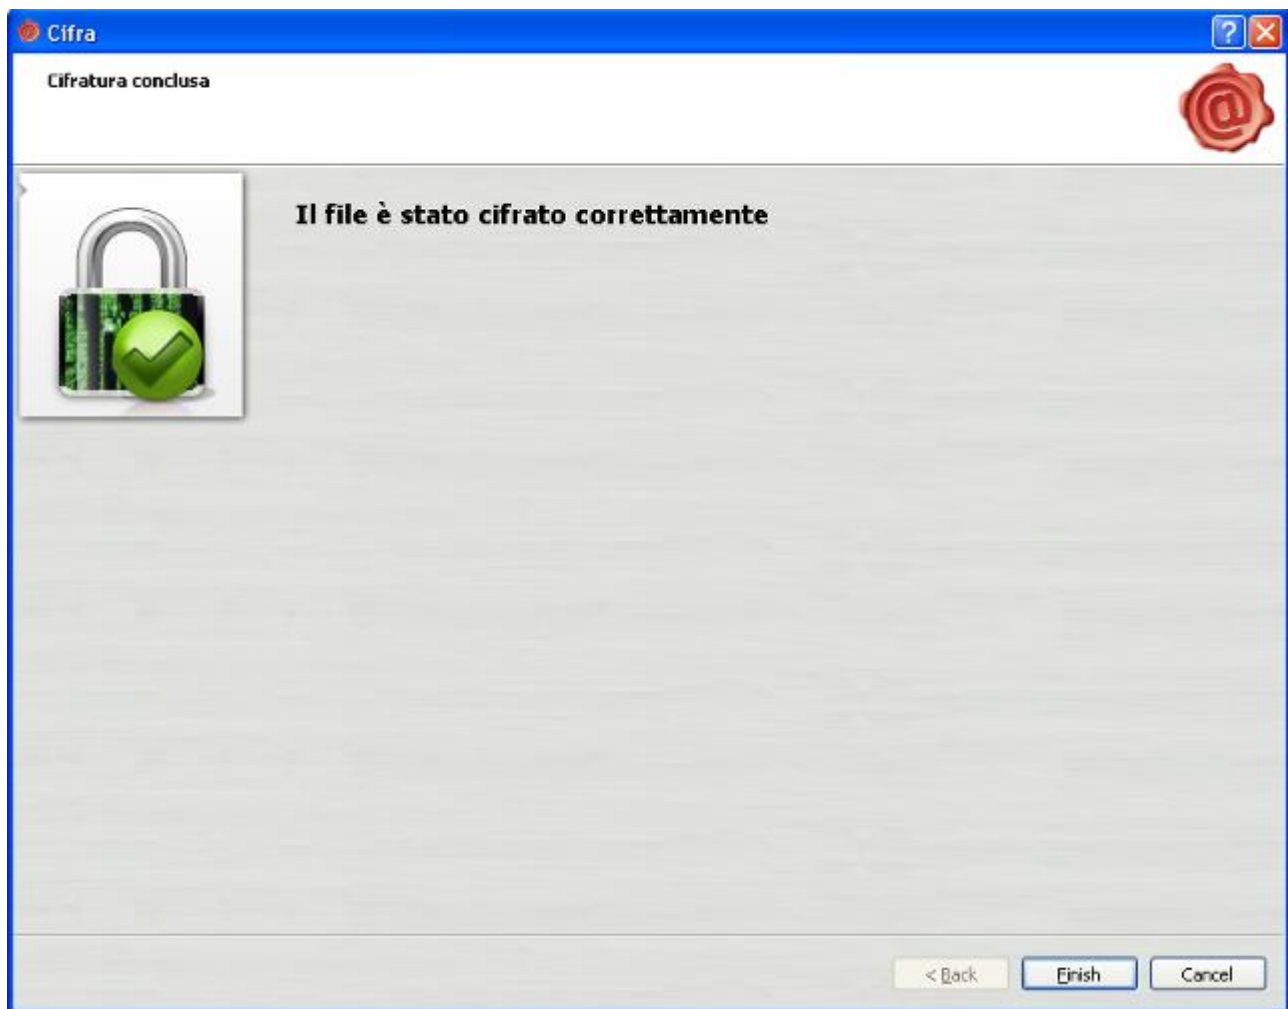 Cifra
Cifratura conclusa
Il file è stato cifrato correttamente
< Back
Finish
Cancel